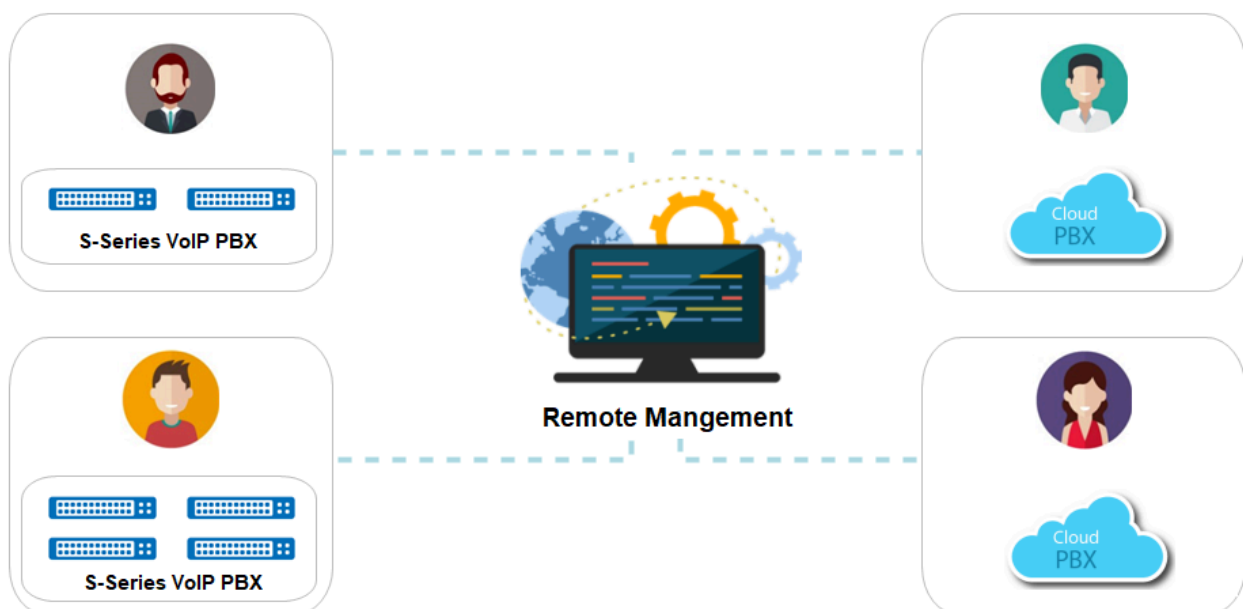 S-Series VoIP PBX
Cloud
PBX
Remote Mangement
S-Series VoIP PBX
Cloud
PBX